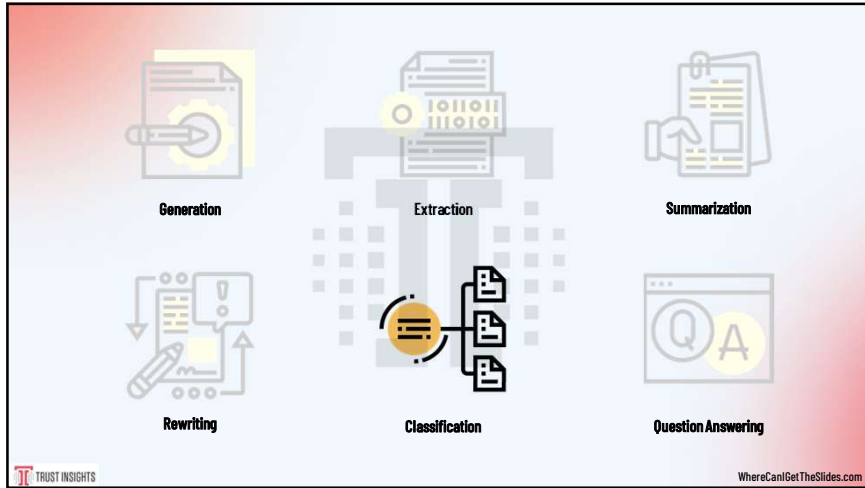 Generation
Extraction
Summarization
Q
A
Rewriting
Classification
Question Answering
TRUST INSIGHTS
WhereCanIGetTheSlides.com